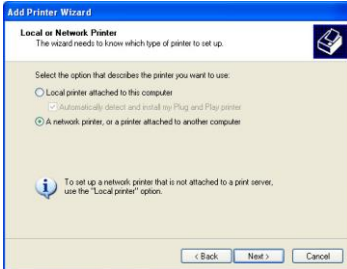 Add Printer Wizard
Local or Network Printer
The wizard needs to know which type of printer to set up.
Select the option that describes the printer you want to use:
Local printer attached to this computer
Automatically detect and install my Plug and Play printer
A network printer, or a printer attached to another computer
To set up a network printer that is not attached to a print server,
use the "Local printer" option.
< Back Next > Cancel